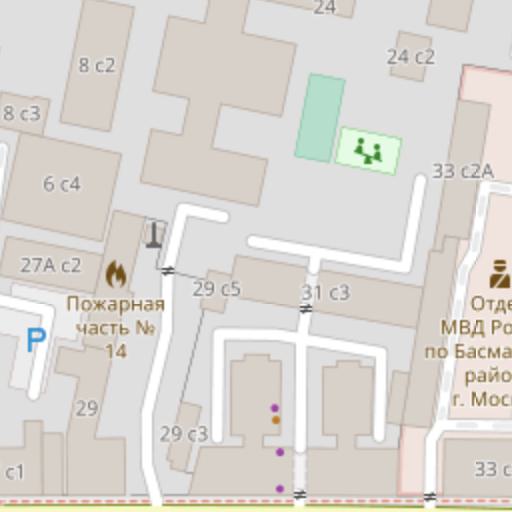 24
24 с2
8 с2
8 с3
33 с2А
6 с4
27А с2
29 с5
31 с3
Пожарная
часть №
14
Отде
МВД Ро
по Басма
райо
г. Мос
P
29
29 с3
с1
33 с